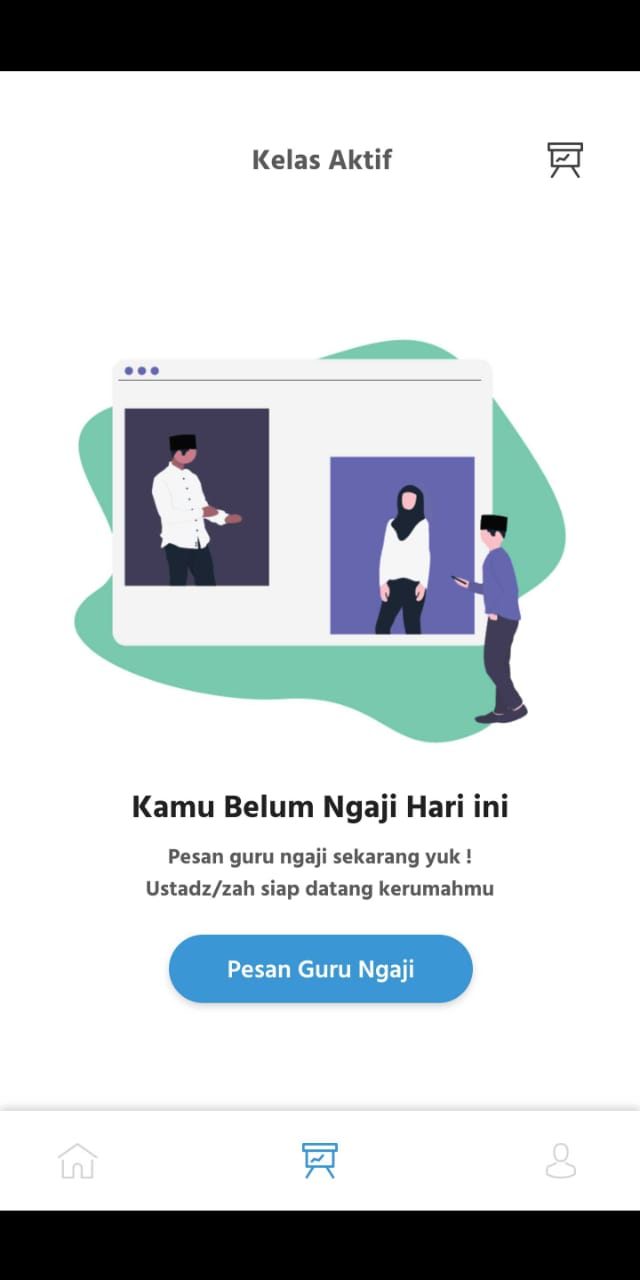 Kelas Aktif
Kamu Belum Ngaji Hari ini
Pesan guru ngaji sekarang yuk !
Ustadz/zah siap datang kerumahmu
Pesan Guru Ngaji